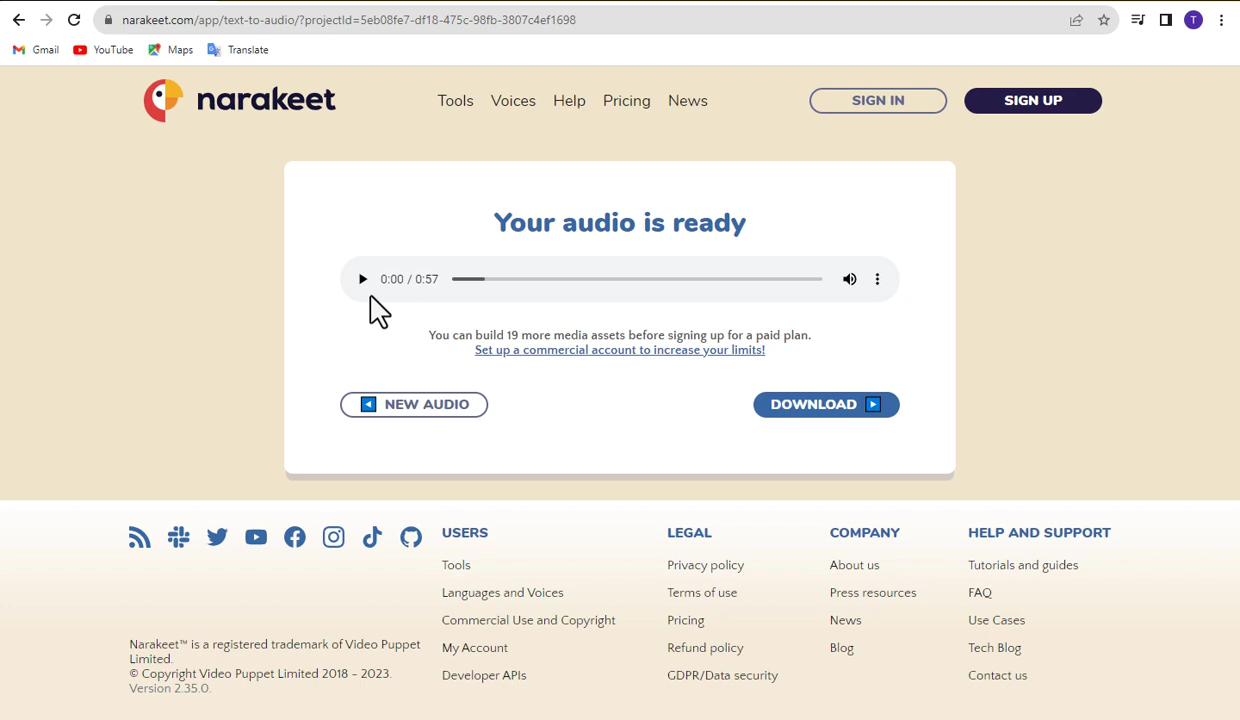 narakeet.com/app/text-to-audio/?projectId=5eb08fe7-df18-475c-98fb-3807c4ef1698
T
Gmail YouTube Maps Translate
narakeet Tools Voices Help Pricing News SIGN IN SIGN UP
Your audio is ready
0:00 / 0:57
You can build 19 more media assets before signing up for a paid plan.
Set up a commercial account to increase your limits!
NEW AUDIO DOWNLOAD
USERS
Tools
Languages and Voices
Commercial Use and Copyright
My Account
Developer APIs
LEGAL
Privacy policy
Terms of use
Pricing
Refund policy
GDPR/Data security
COMPANY
About us
Press resources
News
Blog
HELP AND SUPPORT
Tutorials and guides
FAQ
Use Cases
Tech Blog
Contact us
Narakeet™ is a registered trademark of Video Puppet
Limited.
© Copyright Video Puppet Limited 2018 - 2023.
Version 2.35.0.